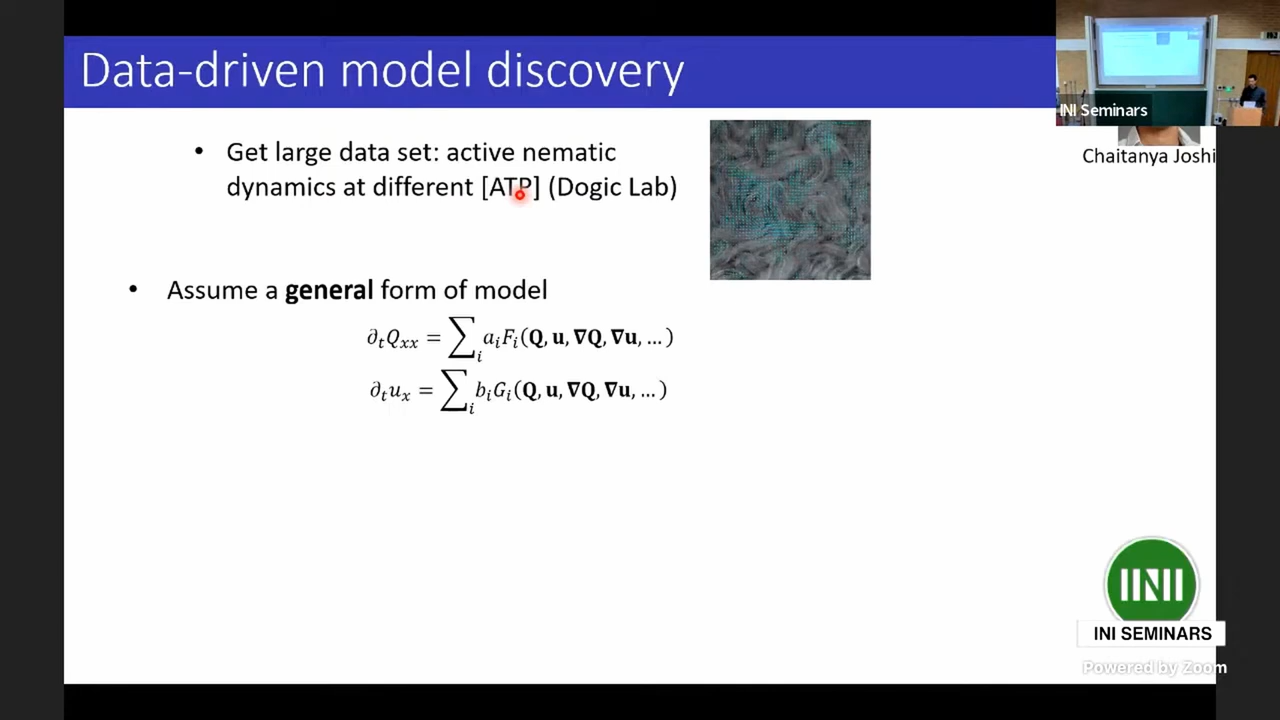 Data-driven model discovery
INI Seminars
Chaitanya Joshi
• Get large data set: active nematic
dynamics at different [ATP] (Dogic Lab)
• Assume a general form of model
∂ₜQₓₓ = ∑ᵢ aᵢFᵢ(Q, u, ∇Q, ∇u, …)
∂ₜuₓ = ∑ᵢ bᵢGᵢ(Q, u, ∇Q, ∇u, …)
INI SEMINARS
Powered by Zoom